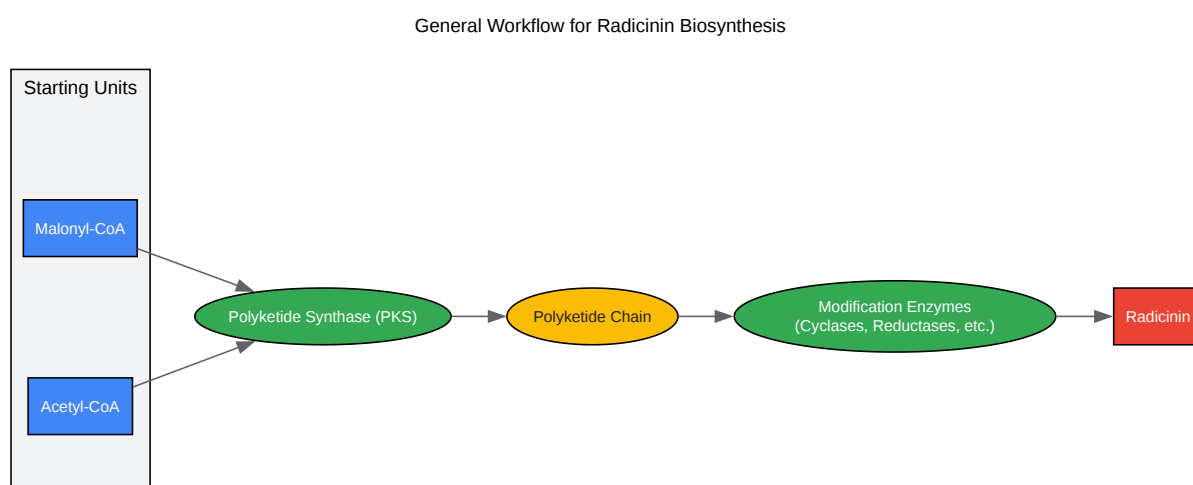 General Workflow for Radicinin Biosynthesis
Starting Units
Malonyl-CoA
Acetyl-CoA
Polyketide Synthase (PKS)
Polyketide Chain
Modification Enzymes
(Cyclases, Reductases, etc.)
Radicinin